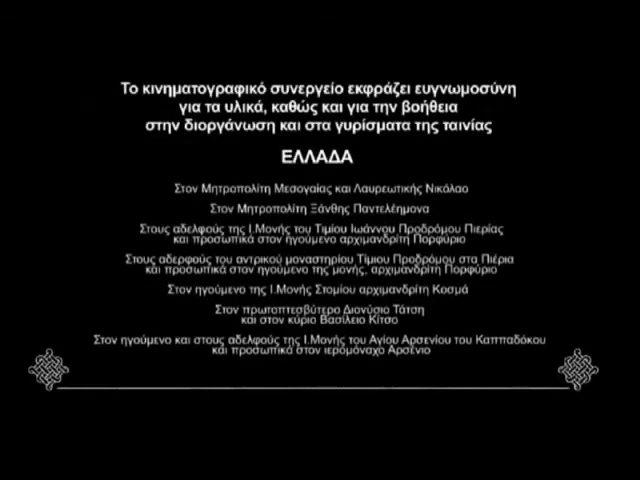 Το κινηματογραφικό συνεργείο εκφράζει ευγνωμοσύνη
για τα υλικά, καθώς και για την βοήθεια
στην διοργάνωση και στα γυρίσματα της ταινίας
ΕΛΛΑΔΑ
Στον Μητροπολίτη Μεσογαίας και Λαυρεωτικής Νικόλαο
Στον Μητροπολίτη Ξάνθης Παντελέημονα
Στους αδελφούς της Ι.Μονής του Τιμίου Ιωάννου Προδρόμου Πιερίας
και προσωπικά στον ηγούμενο αρχιμανδρίτη Πορφύριο
Στους αδερφούς του αντρικού μοναστηρίου Τίμιου Προδρόμου στα Πιέρια
και προσωπικά στον ηγούμενο της μονής, αρχιμανδρίτη Πορφύριο
Στον ηγούμενο της Ι.Μονής Στομίου αρχιμανδρίτη Κοσμά
Στον πρωτοπτεσβύτερο Διονύσιο Τάτση
και στον κύριο Βασίλειο Κίτσο
Στον ηγούμενο και στους αδελφούς της Ι.Μονής του Αγίου Αρσενίου του Καππαδόκου
και προσωπικά στον ιερομόναχο Αρσένιο